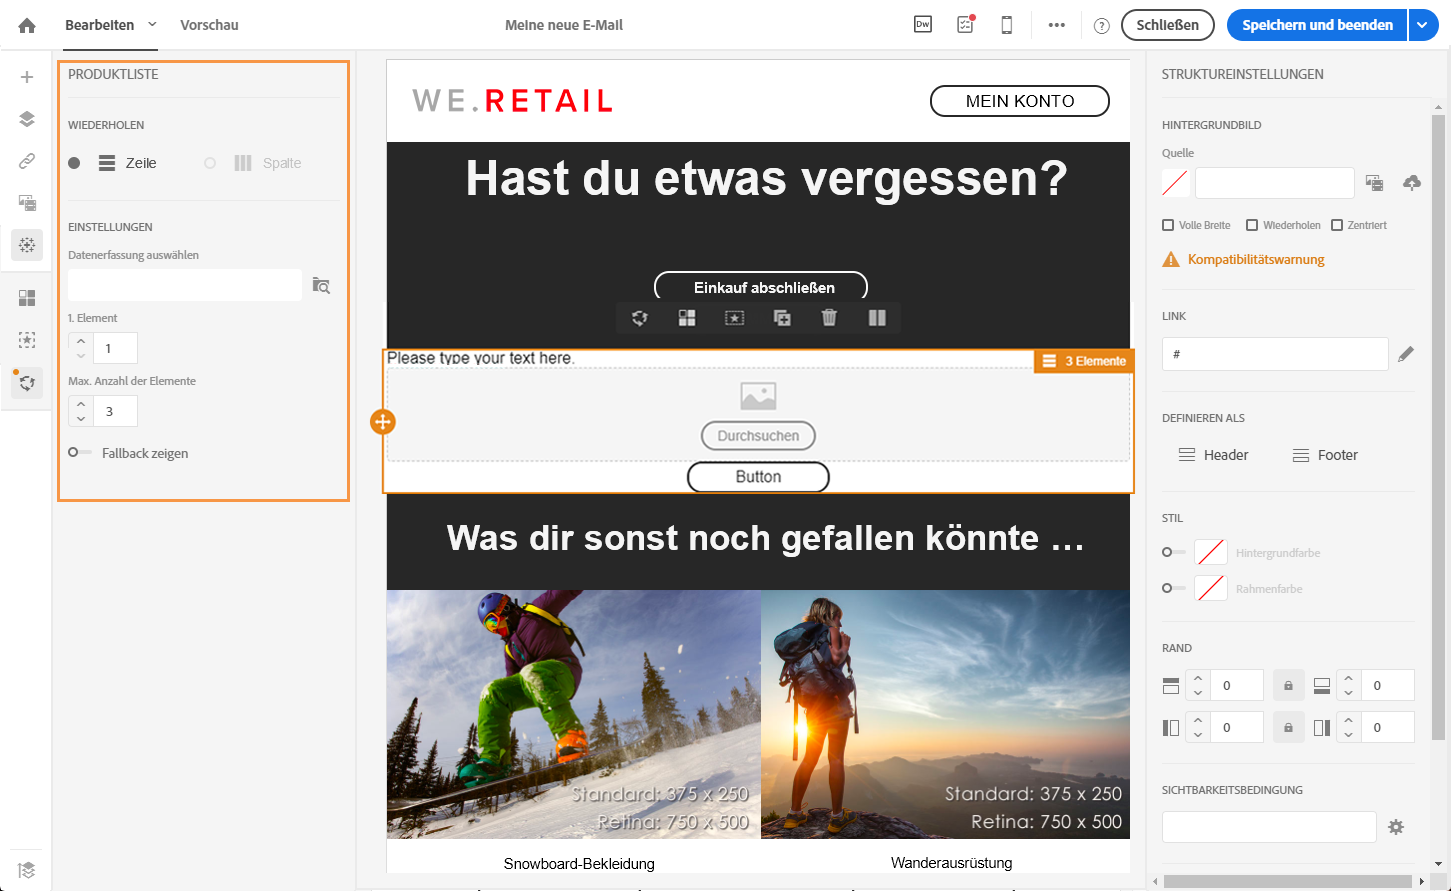 Bearbeiten
Vorschau
Meine neue E-Mail
Dw
?
Schließen
Speichern und beenden
PRODUKTLISTE
WIEDERHOLEN
Zeile
Spalte
EINSTELLUNGEN
Datenerfassung auswählen
1. Element
1
Max. Anzahl der Elemente
3
Fallback zeigen
WE.RETAIL
MEIN KONTO
Hast du etwas vergessen?
Einkauf abschließen
Please type your text here.
3 Elemente
Durchsuchen
Button
Was dir sonst noch gefallen könnte ...
Standard: 375 x 250
Retina: 750 x 500
Standard: 375 x 250
Retina: 750 x 500
Snowboard-Bekleidung
Wanderausrüstung
STRUKTUREINSTELLUNGEN
HINTERGRUNDBILD
Quelle
Volle Breite
Wiederholen
Zentriert
Kompatibilitätswarnung
LINK
#
DEFINIEREN ALS
Header
Footer
STIL
Hintergrundfarbe
Rahmenfarbe
RAND
0
0
0
0
SICHTBARKEITSBEDINGUNG